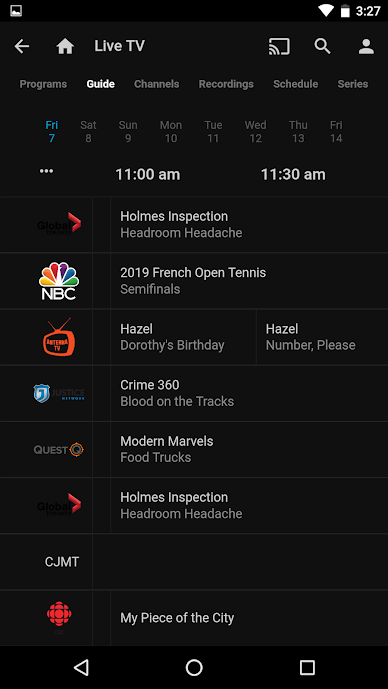 3:27
Live TV
Programs Guide Channels Recordings Schedule Series
Fri Sat Sun Mon Tue Wed Thu Fri
7 8 9 10 11 12 13 14
11:00 am 11:30 am
Global
Holmes Inspection
Headroom Headache
NBC
2019 French Open Tennis
Semifinals
ANTENNA TV
Hazel Hazel
Dorothy's Birthday Number, Please
JUSTICE
NETWORK
Crime 360
Blood on the Tracks
QUEST
Modern Marvels
Food Trucks
Global
Holmes Inspection
Headroom Headache
CJMT
My Piece of the City